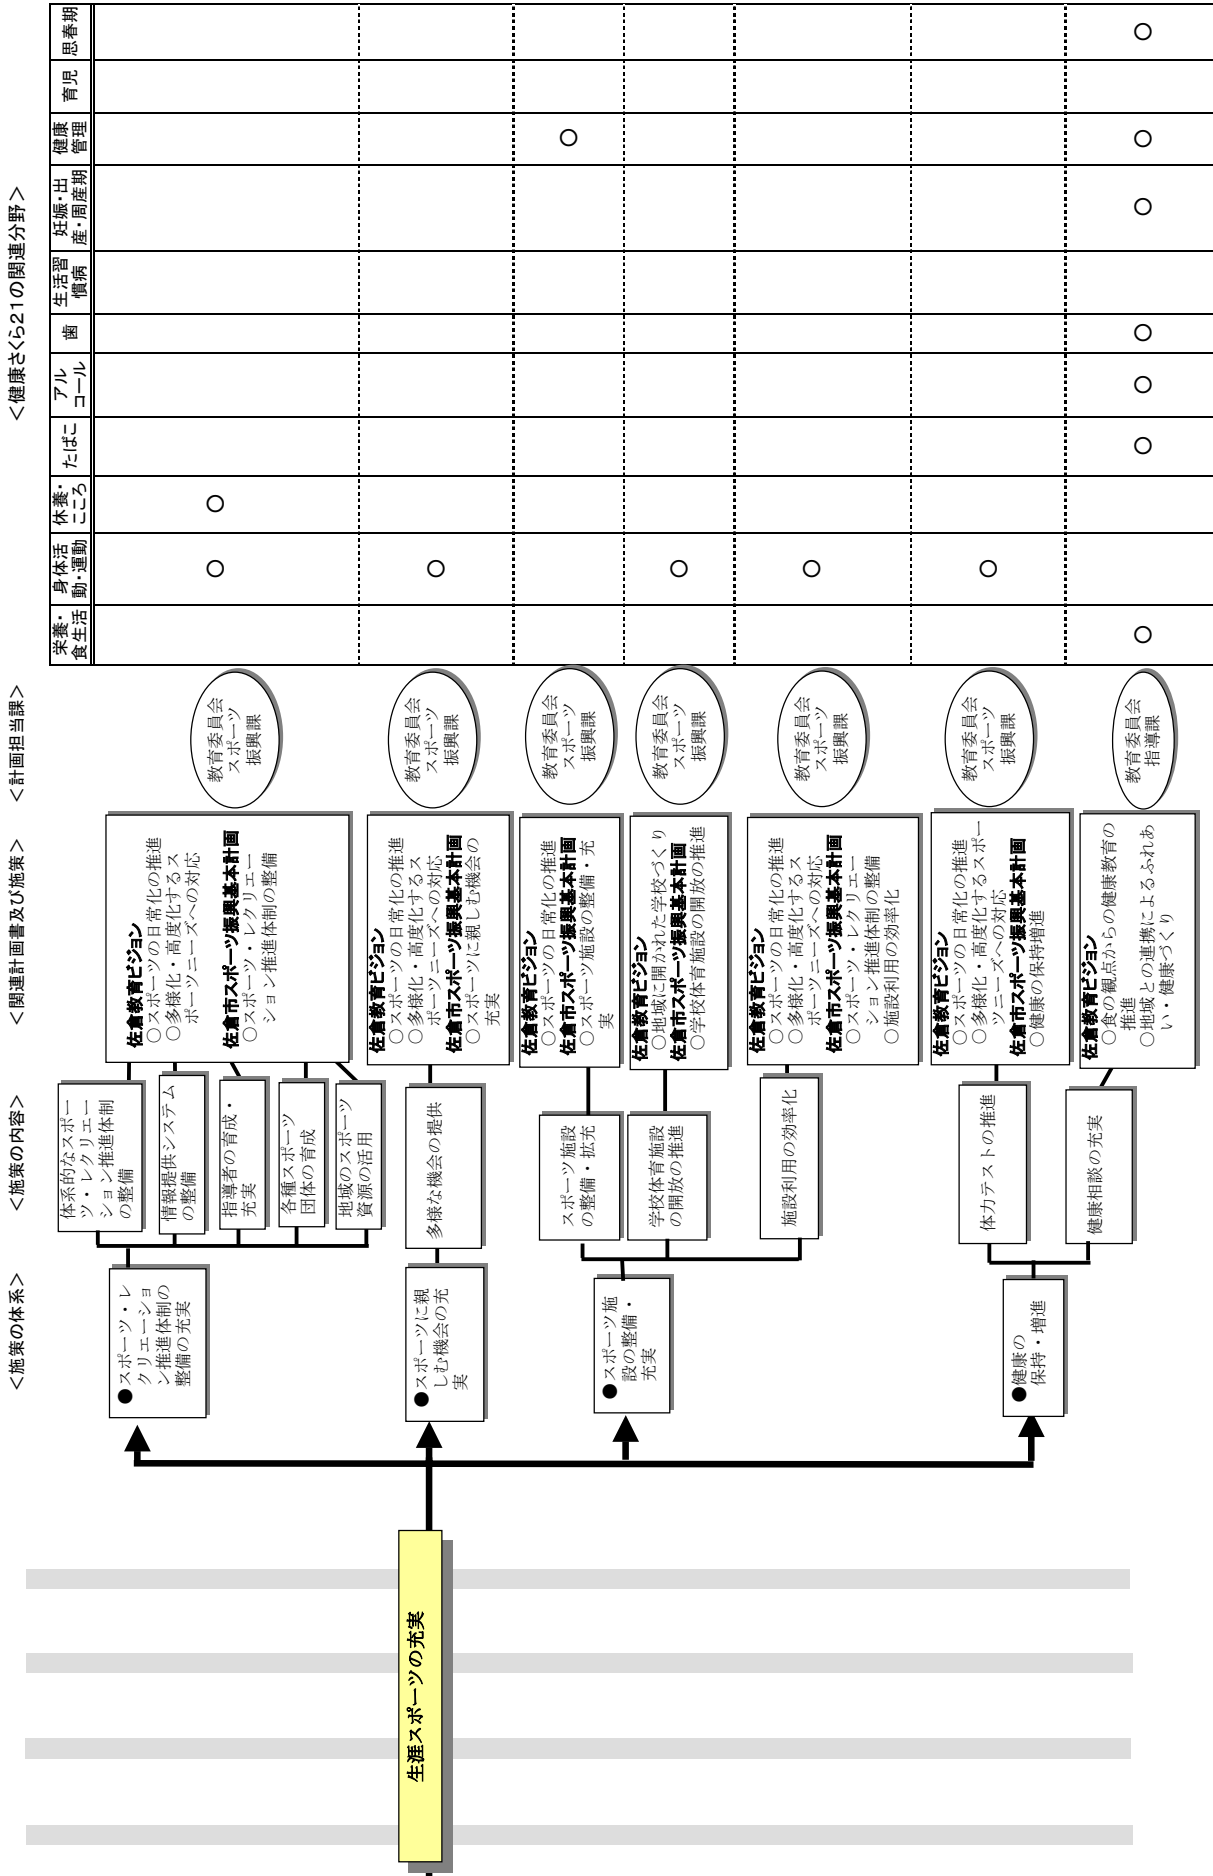 ＜施策の体系＞
＜施策の内容＞
＜関連計画書及び施策＞
＜計画担当課＞
＜健康さくら21の関連分野＞
栄養・
食生活
身体活
動・運動
休養・
こころ
たばこ
アル
コール
歯
生活習
慣病
妊娠・出
産・周産期
健康
管理
育児
思春期
生涯スポーツの充実
●スポーツ・レ
クリエーショ
ン推進体制の
整備の充実
体系的なスポー
ツ・レクリエー
ション推進体制
の整備
情報提供システム
の整備
指導者の育成・
充実
各種スポーツ
団体の育成
地域のスポーツ
資源の活用
佐倉教育ビジョン
○スポーツの日常化の推進
○多様化・高度化するス
ポーツニーズへの対応
佐倉市スポーツ振興基本計画
○スポーツ・レクリエー
ション推進体制の整備
教育委員会
スポーツ
振興課
○
○
●スポーツに親
しむ機会の充
実
多様な機会の提供
佐倉教育ビジョン
○スポーツの日常化の推進
○多様化・高度化するス
ポーツニーズへの対応
佐倉市スポーツ振興基本計画
○スポーツに親しむ機会の
充実
教育委員会
スポーツ
振興課
○
●スポーツ施
設の整備・
充実
スポーツ施設
の整備・拡充
佐倉教育ビジョン
○スポーツの日常化の推進
佐倉市スポーツ振興基本計画
○スポーツ施設の整備・充
実
教育委員会
スポーツ
振興課
○
学校体育施設
の開放の推進
佐倉教育ビジョン
○地域に開かれた学校づくり
佐倉市スポーツ振興基本計画
○学校体育施設の開放の推進
教育委員会
スポーツ
振興課
○
施設利用の効率化
佐倉教育ビジョン
○スポーツの日常化の推進
○多様化・高度化するス
ポーツニーズへの対応
佐倉市スポーツ振興基本計画
○スポーツ・レクリエー
ション推進体制の整備
○施設利用の効率化
教育委員会
スポーツ
振興課
○
●健康の
保持・増進
体力テストの推進
佐倉教育ビジョン
○スポーツの日常化の推進
○多様化・高度化するスポー
ツニーズへの対応
佐倉市スポーツ振興基本計画
○健康の保持増進
教育委員会
スポーツ
振興課
○
健康相談の充実
佐倉教育ビジョン
○食の観点からの健康教育の
推進
○地域との連携によるふれあ
い・健康づくり
教育委員会
指導課
○
○
○
○
○
○
○